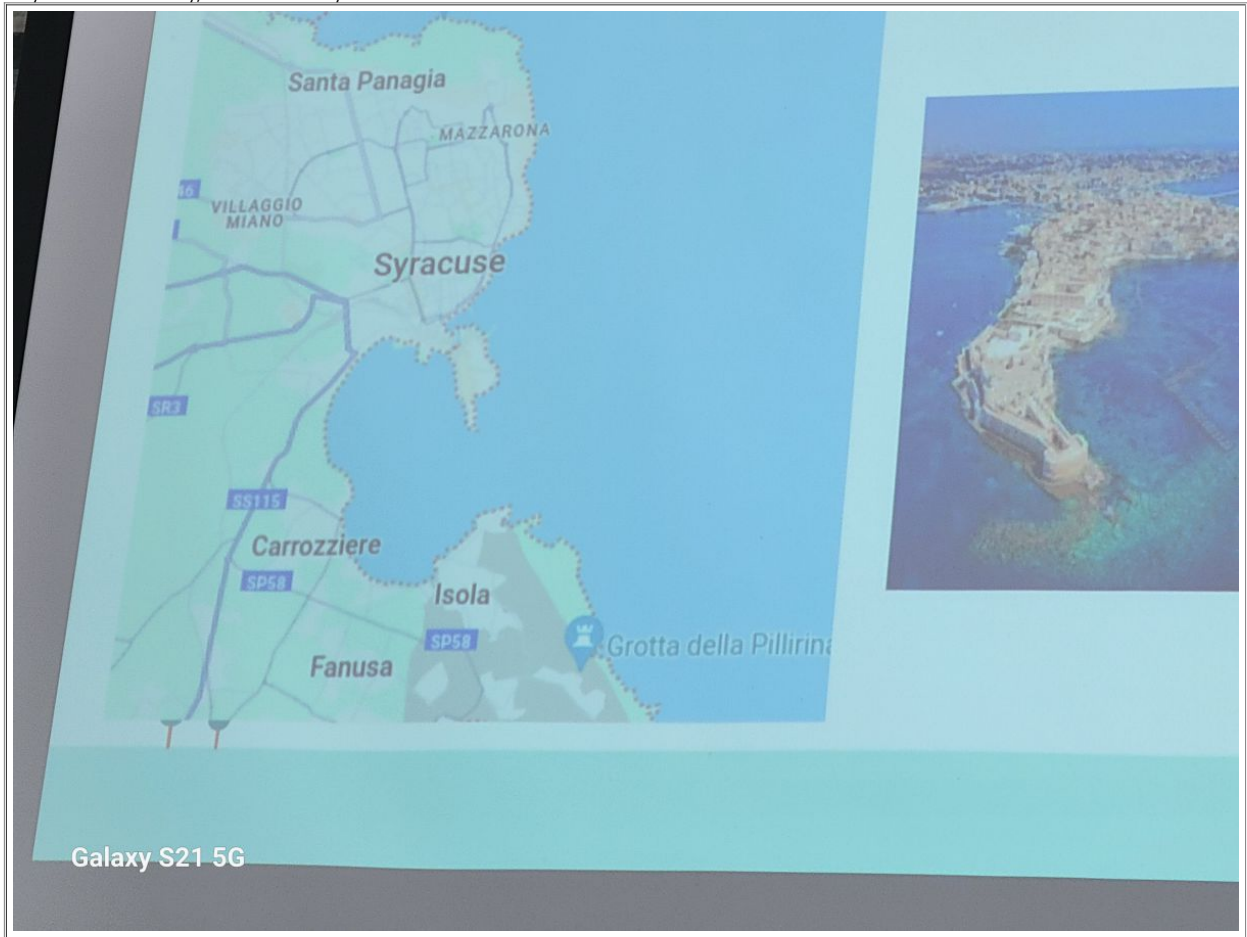 Santa Panagia
MAZZARONA
VILLAGGIO
MIANO
Syracuse
SR3
SS115
Carrozziere
SP58
Isola
SP58
Grotta della Pillirina
Fanusa
Galaxy S21 5G